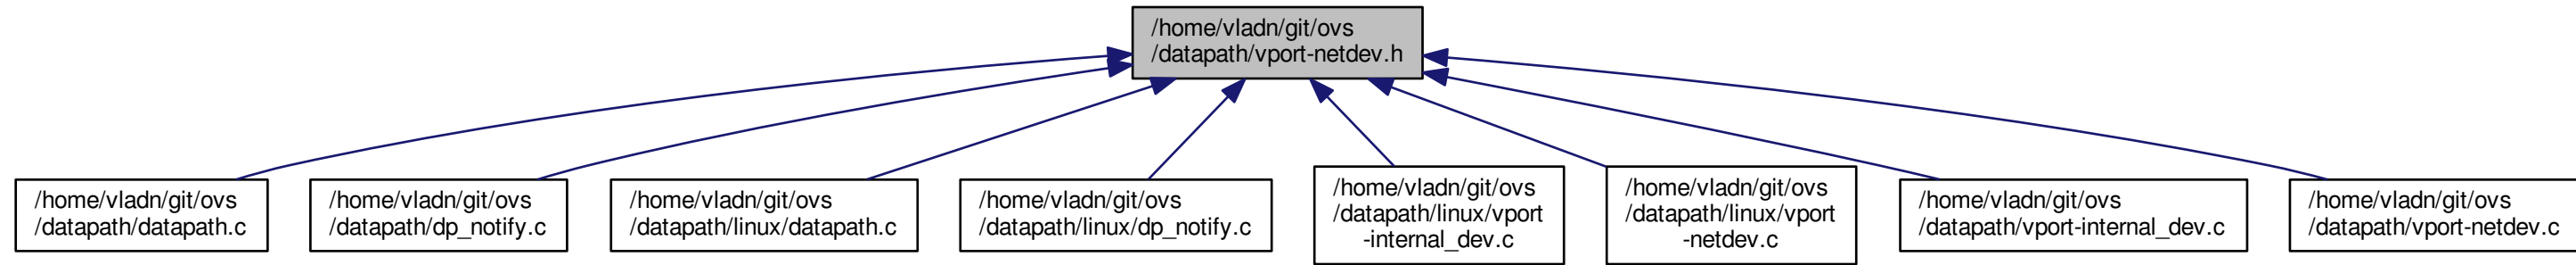 /home/vladn/git/ovs
/datapath/vport-netdev.h
/home/vladn/git/ovs
/datapath/datapath.c
/home/vladn/git/ovs
/datapath/dp_notify.c
/home/vladn/git/ovs
/datapath/linux/datapath.c
/home/vladn/git/ovs
/datapath/linux/dp_notify.c
/home/vladn/git/ovs
/datapath/linux/vport
-internal_dev.c
/home/vladn/git/ovs
/datapath/linux/vport
-netdev.c
/home/vladn/git/ovs
/datapath/vport-internal_dev.c
/home/vladn/git/ovs
/datapath/vport-netdev.c